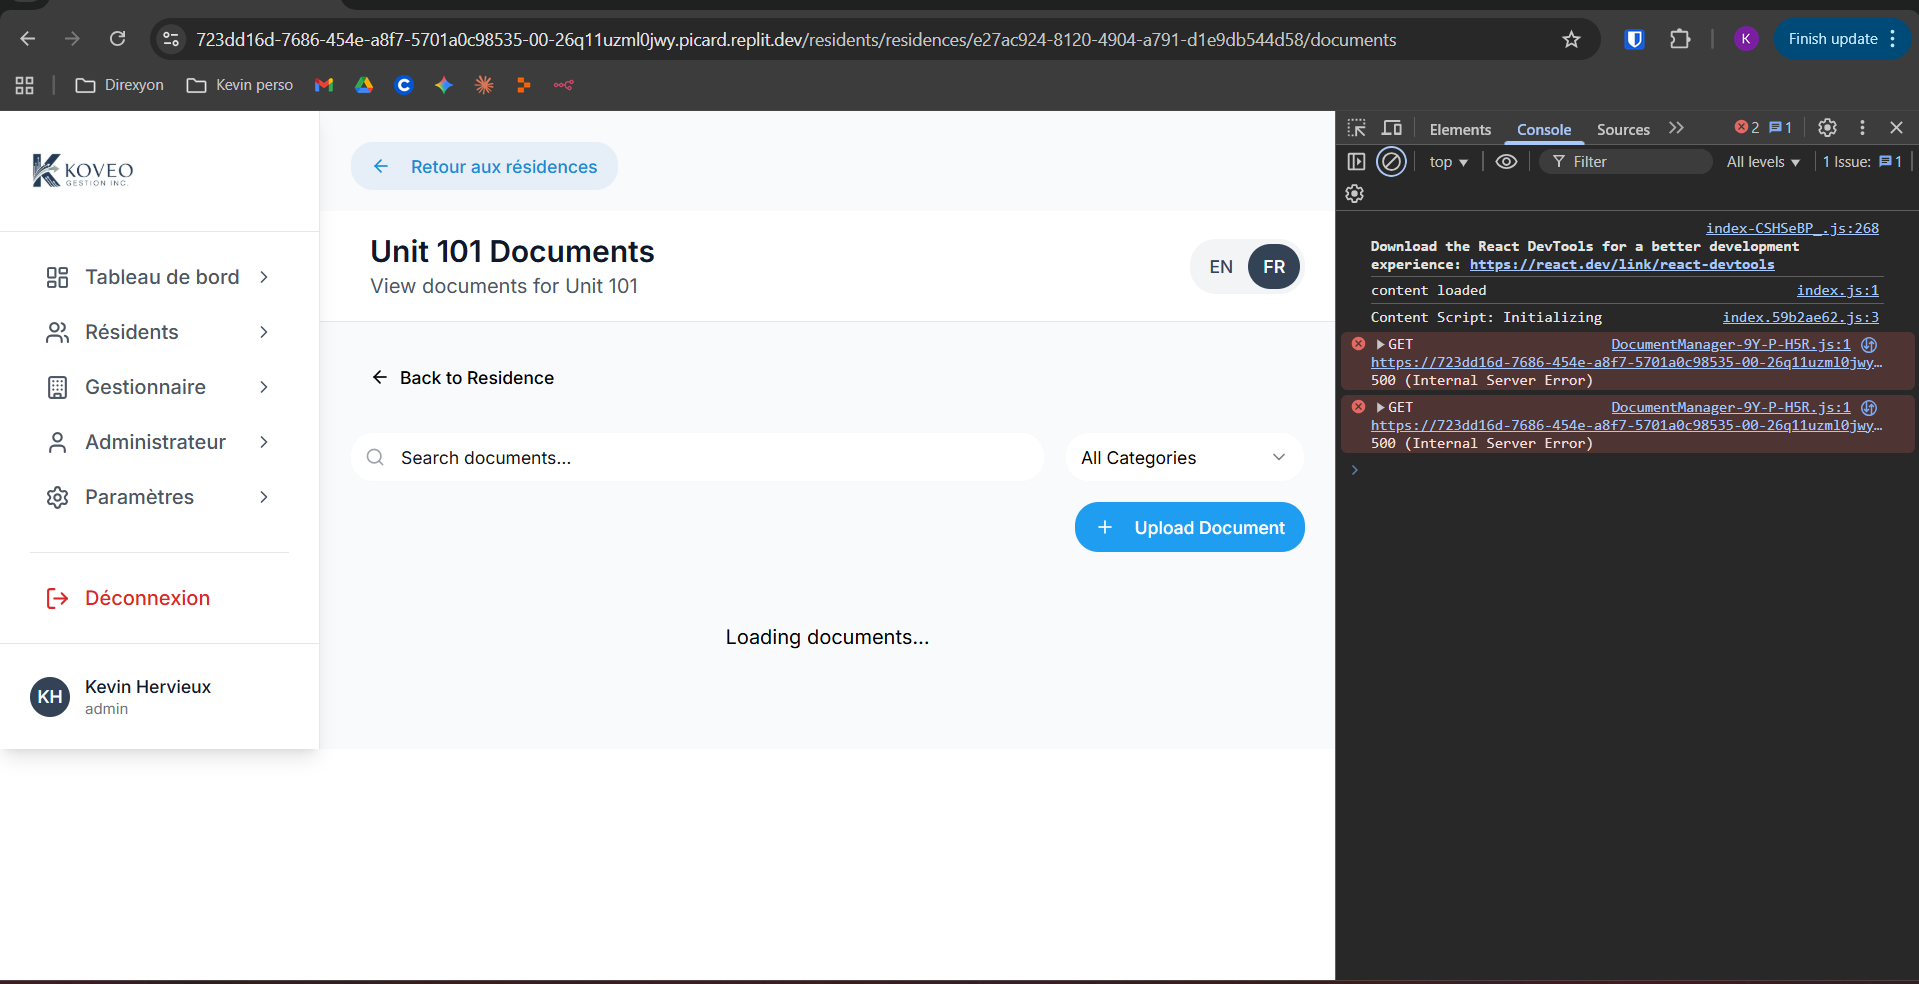 723dd16d-7686-454e-a8f7-5701a0c98535-00-26q11uzml0jwy.picard.replit.dev/residents/residences/e27ac924-8120-4904-a791-d1e9db544d58/documents
K
Finish update
Direxyon
Kevin perso
KOVEO
GESTION INC.
Tableau de bord
Résidents
Gestionnaire
Administrateur
Paramètres
Déconnexion
KH
Kevin Hervieux
admin
Retour aux résidences
Unit 101 Documents
View documents for Unit 101
EN FR
Back to Residence
Search documents...
All Categories
Upload Document
Loading documents...
Elements Console Sources 2 1
top Filter All levels 1 Issue: 1
index-CSHSeBP_.js:268
Download the React DevTools for a better development
experience: https://react.dev/link/react-devtools
content loaded index.js:1
Content Script: Initializing index.59b2ae62.js:3
GET DocumentManager-9Y-P-H5R.js:1
https://723dd16d-7686-454e-a8f7-5701a0c98535-00-26q11uzml0jwy…
500 (Internal Server Error)
GET DocumentManager-9Y-P-H5R.js:1
https://723dd16d-7686-454e-a8f7-5701a0c98535-00-26q11uzml0jwy…
500 (Internal Server Error)